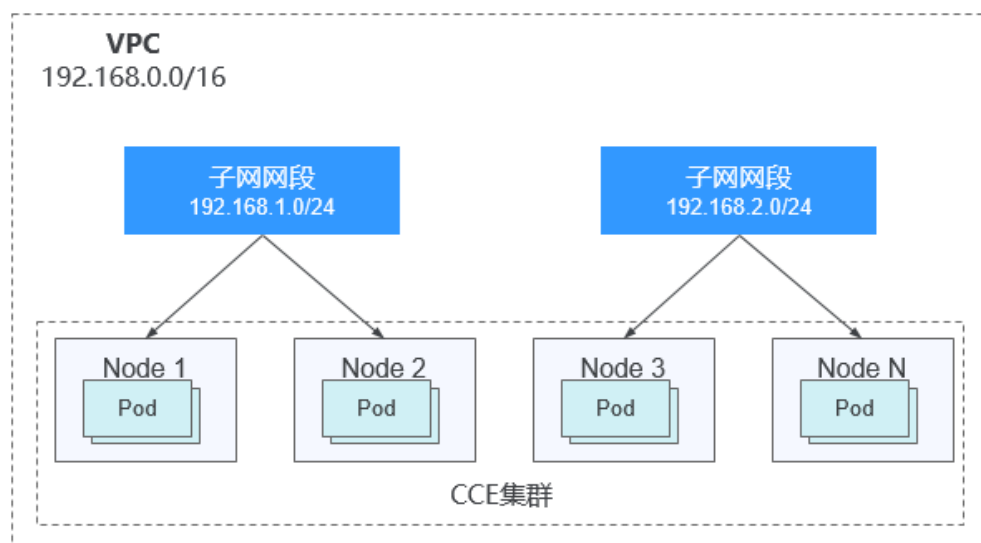 VPC
192.168.0.0/16
子网网段
192.168.1.0/24
子网网段
192.168.2.0/24
Node 1
Pod
Node 2
Pod
Node 3
Pod
Node N
Pod
CCE集群